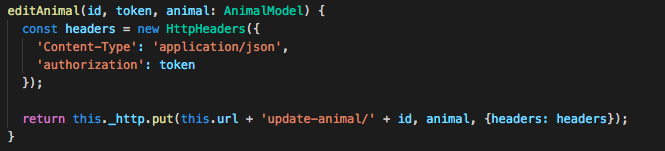 editAnimal(id, token, animal: AnimalModel) {
  const headers = new HttpHeaders({
    'Content-Type': 'application/json',
    'authorization': token
  });

  return this._http.put(this.url + 'update-animal/' + id, animal, {headers: headers});
}